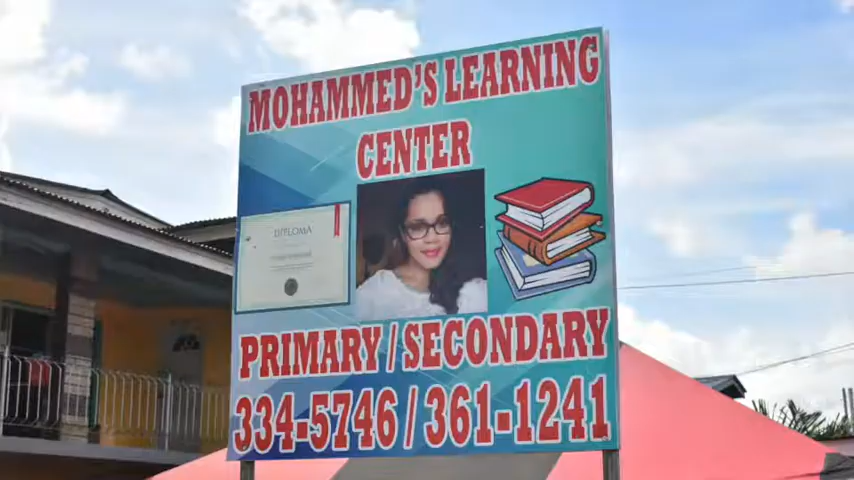 MOHAMMED'S LEARNING
CENTER
DIPLOMA
PRIMARY/SECONDARY
334-5746/361-1241